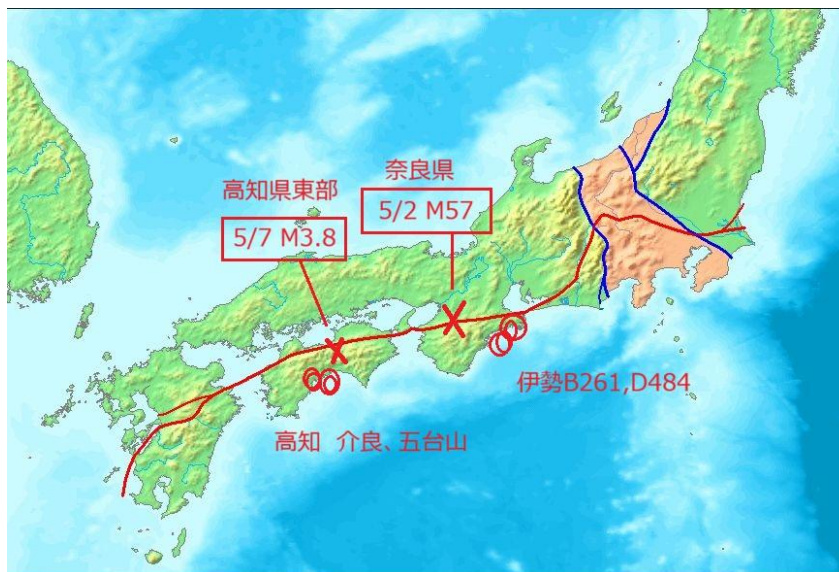 奈良県
5/2 M57
高知県東部
5/7 M3.8
伊勢B261,D484
高知 介良、五台山